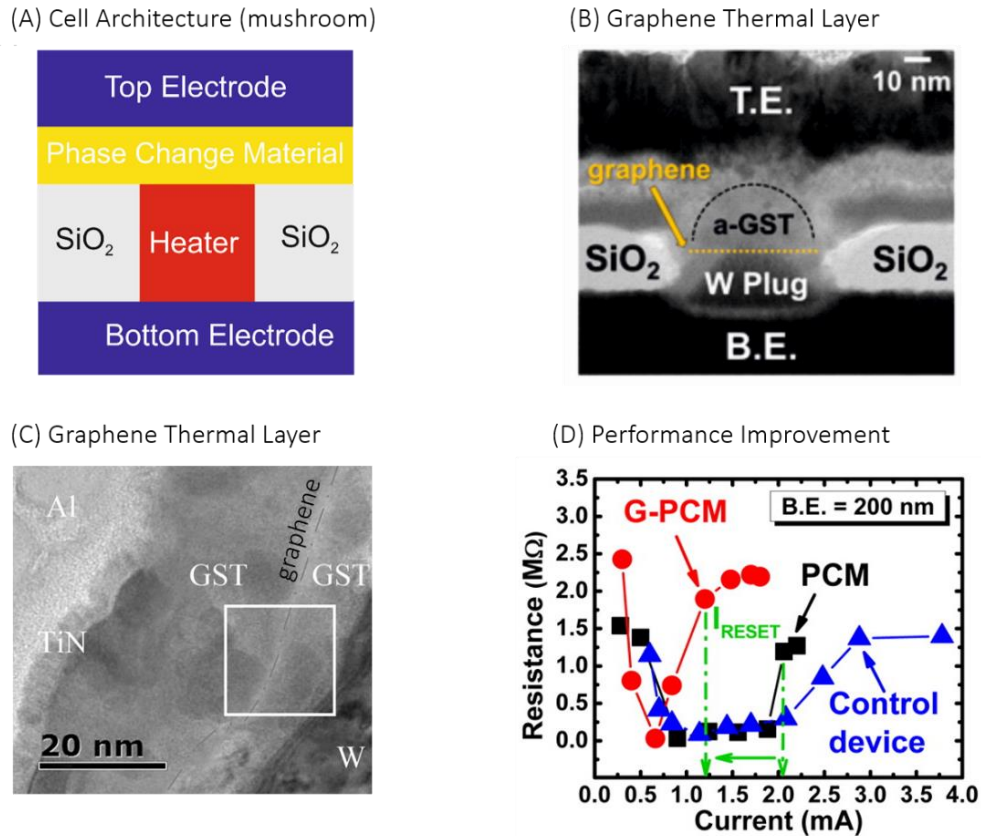 (A) Cell Architecture (mushroom)
Top Electrode
Phase Change Material
SiO₂
Heater
SiO₂
Bottom Electrode
(B) Graphene Thermal Layer
10 nm
T.E.
graphene
a-GST
SiO₂
W Plug
SiO₂
B.E.
(C) Graphene Thermal Layer
Al
graphene
GST
GST
TiN
20 nm
W
(D) Performance Improvement
3.5
3.0
2.5
2.0
1.5
1.0
0.5
0.0
Resistance (MΩ)
B.E. = 200 nm
G-PCM
PCM
I_RESET
Control
device
0.0 0.5 1.0 1.5 2.0 2.5 3.0 3.5 4.0
Current (mA)